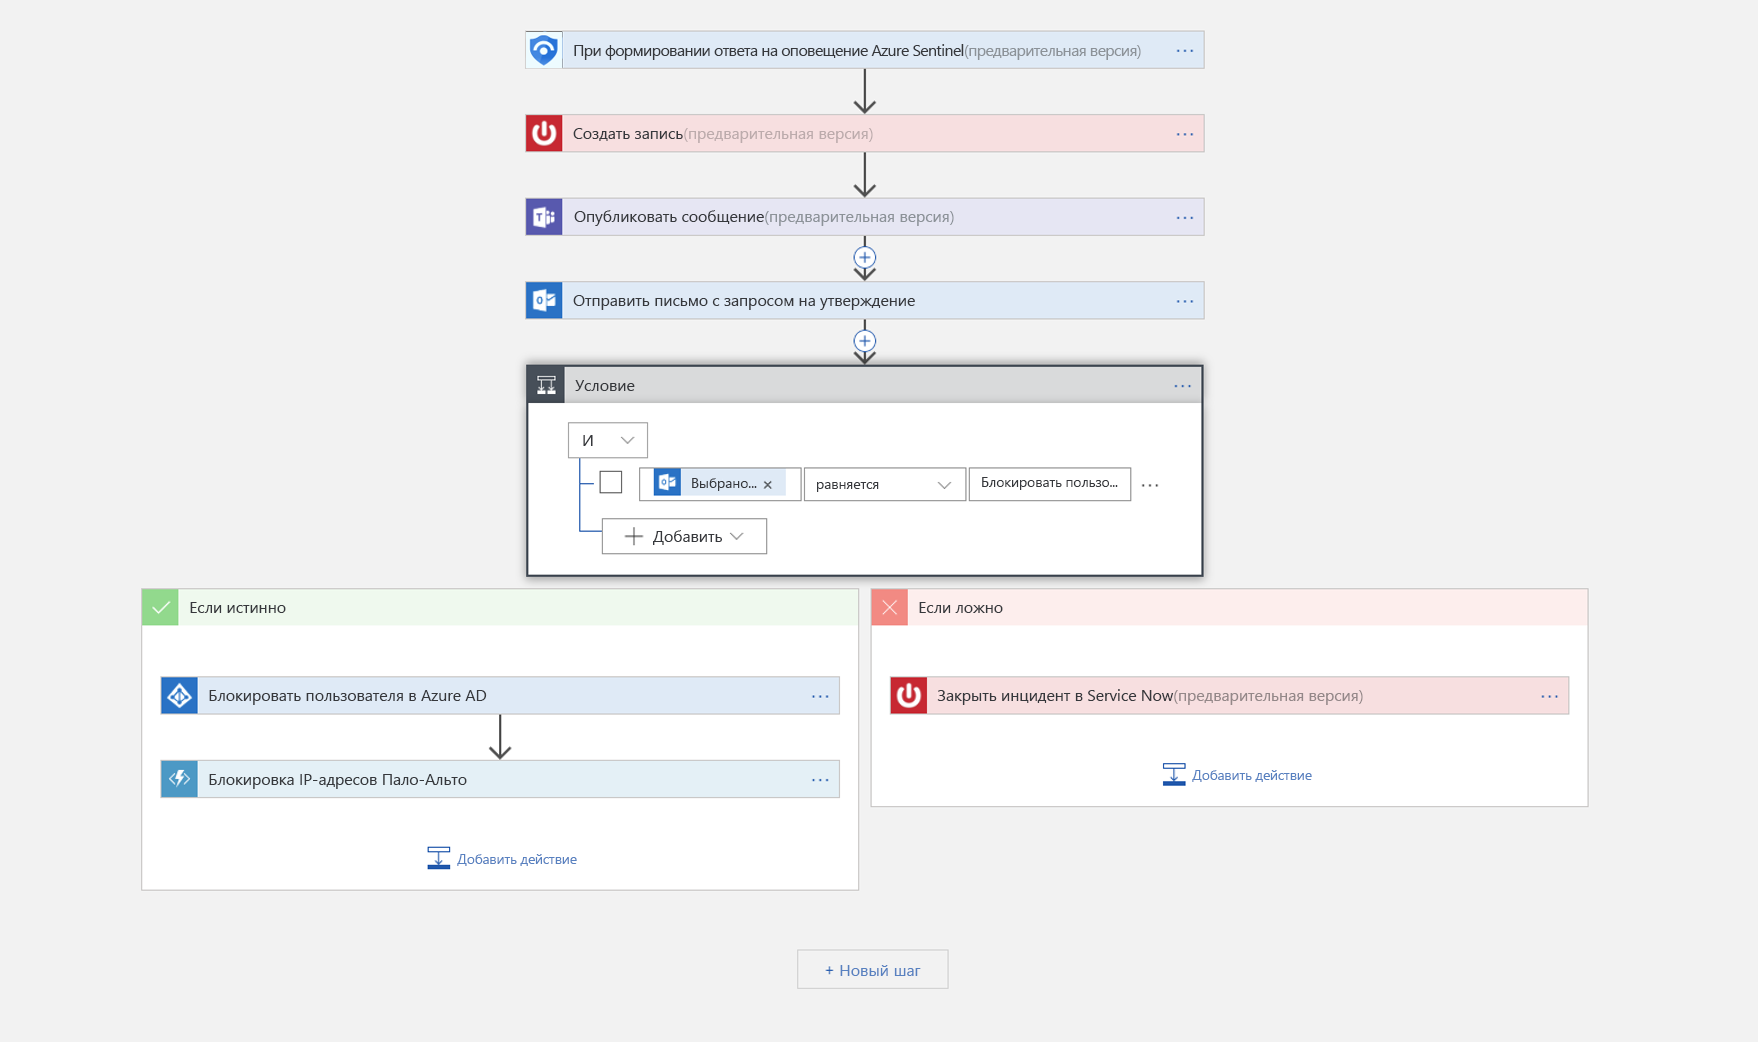 При формировании ответа на оповещение Azure Sentinel(предварительная версия)
Создать запись(предварительная версия)
Опубликовать сообщение(предварительная версия)
Отправить письмо с запросом на утверждение
Условие
И
Выбрано... × равняется Блокировать пользо...
+ Добавить
Если истинно
Блокировать пользователя в Azure AD
Блокировка IP-адресов Пало-Альто
Добавить действие
Если ложно
Закрыть инцидент в Service Now(предварительная версия)
Добавить действие
+ Новый шаг